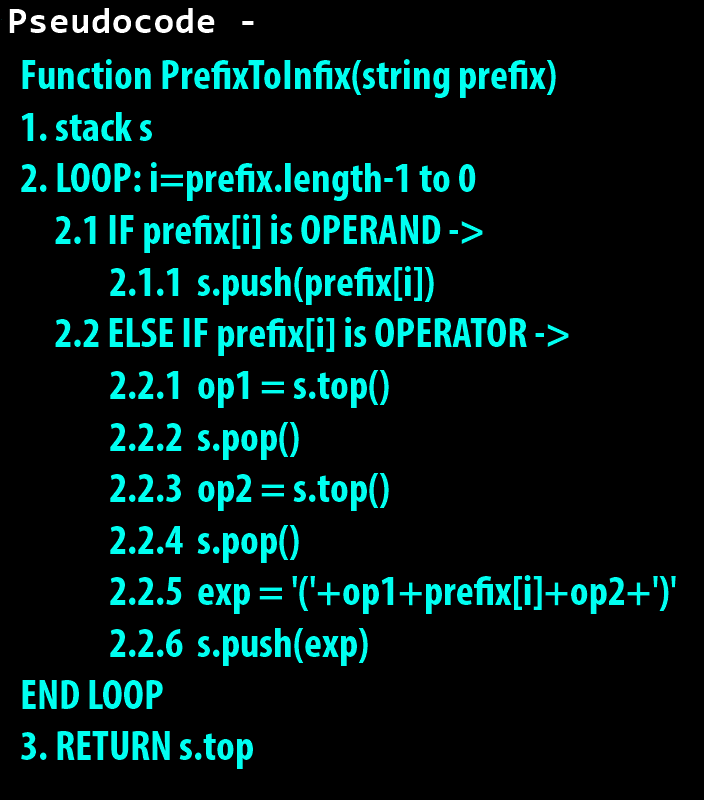 Pseudocode -
Function PrefixToInfix(string prefix)
1. stack s
2. LOOP: i=prefix.length-1 to 0
2.1 IF prefix[i] is OPERAND ->
2.1.1 s.push(prefix[i])
2.2 ELSE IF prefix[i] is OPERATOR ->
2.2.1 op1 = s.top()
2.2.2 s.pop()
2.2.3 op2 = s.top()
2.2.4 s.pop()
2.2.5 exp = '('+op1+prefix[i]+op2+')'
2.2.6 s.push(exp)
END LOOP
3. RETURN s.top